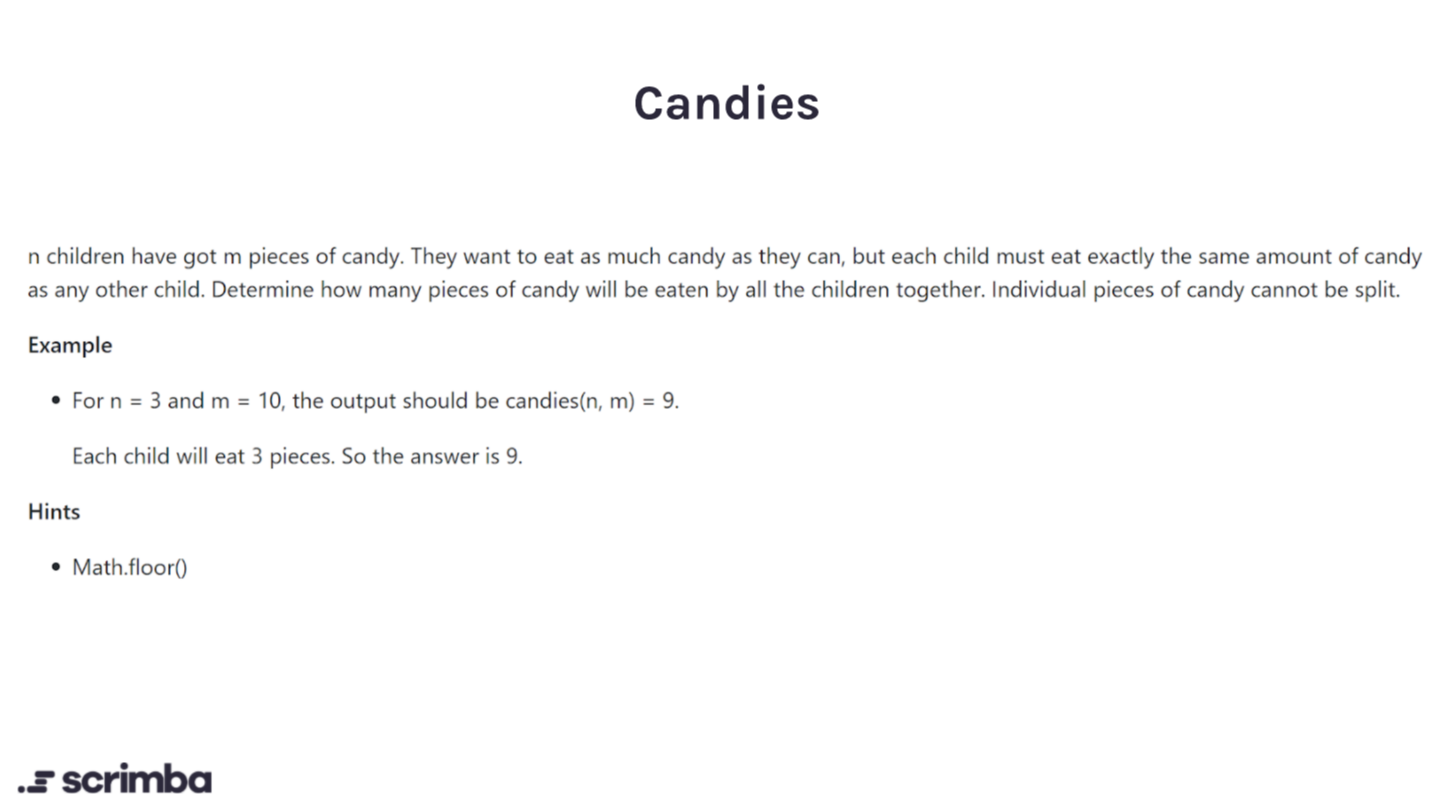 Candies
n children have got m pieces of candy. They want to eat as much candy as they can, but each child must eat exactly the same amount of candy
as any other child. Determine how many pieces of candy will be eaten by all the children together. Individual pieces of candy cannot be split.
Example
• For n = 3 and m = 10, the output should be candies(n, m) = 9.
Each child will eat 3 pieces. So the answer is 9.
Hints
• Math.floor()
scrimba